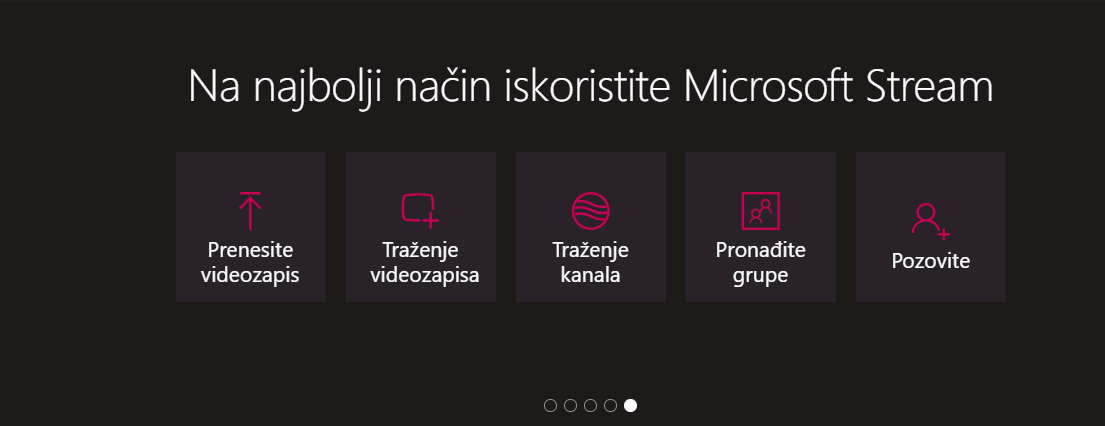 Na najbolji način iskoristite Microsoft Stream
Prenesite
videozapis
Traženje
videozapisa
Traženje
kanala
Pronađite
grupe
Pozovite